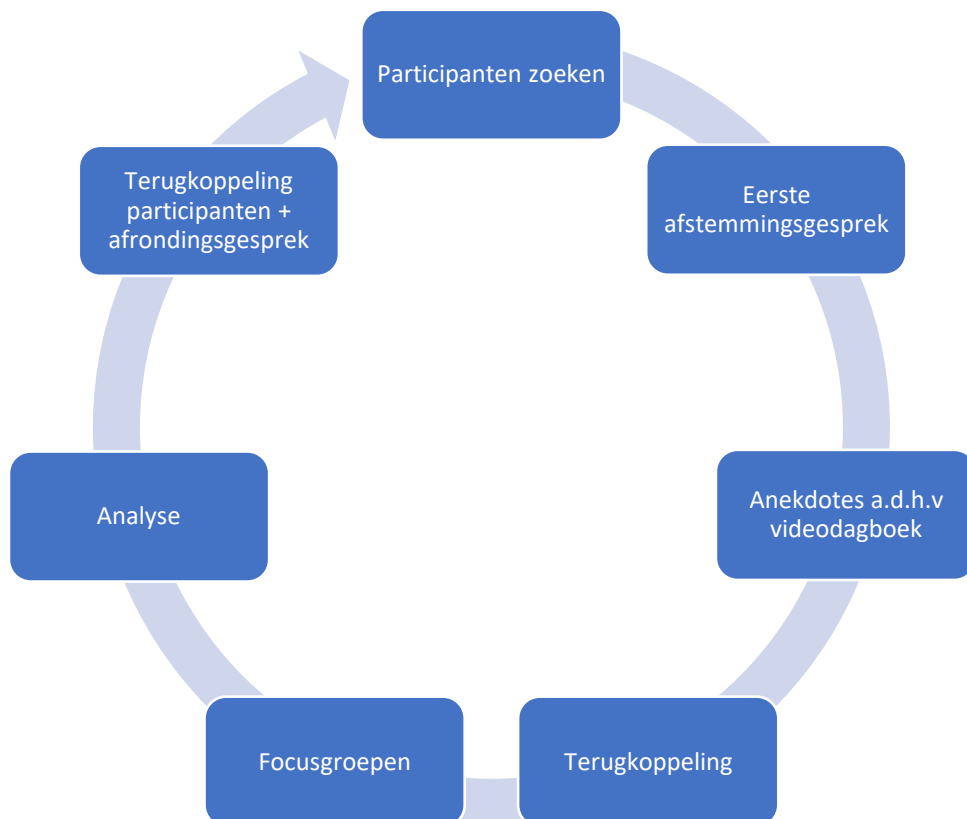 Participanten zoeken
Eerste
afstemmingsgesprek
Anekdotes a.d.h.v
videodagboek
Terugkoppeling
Focusgroepen
Analyse
Terugkoppeling
participanten +
afrondingsgesprek